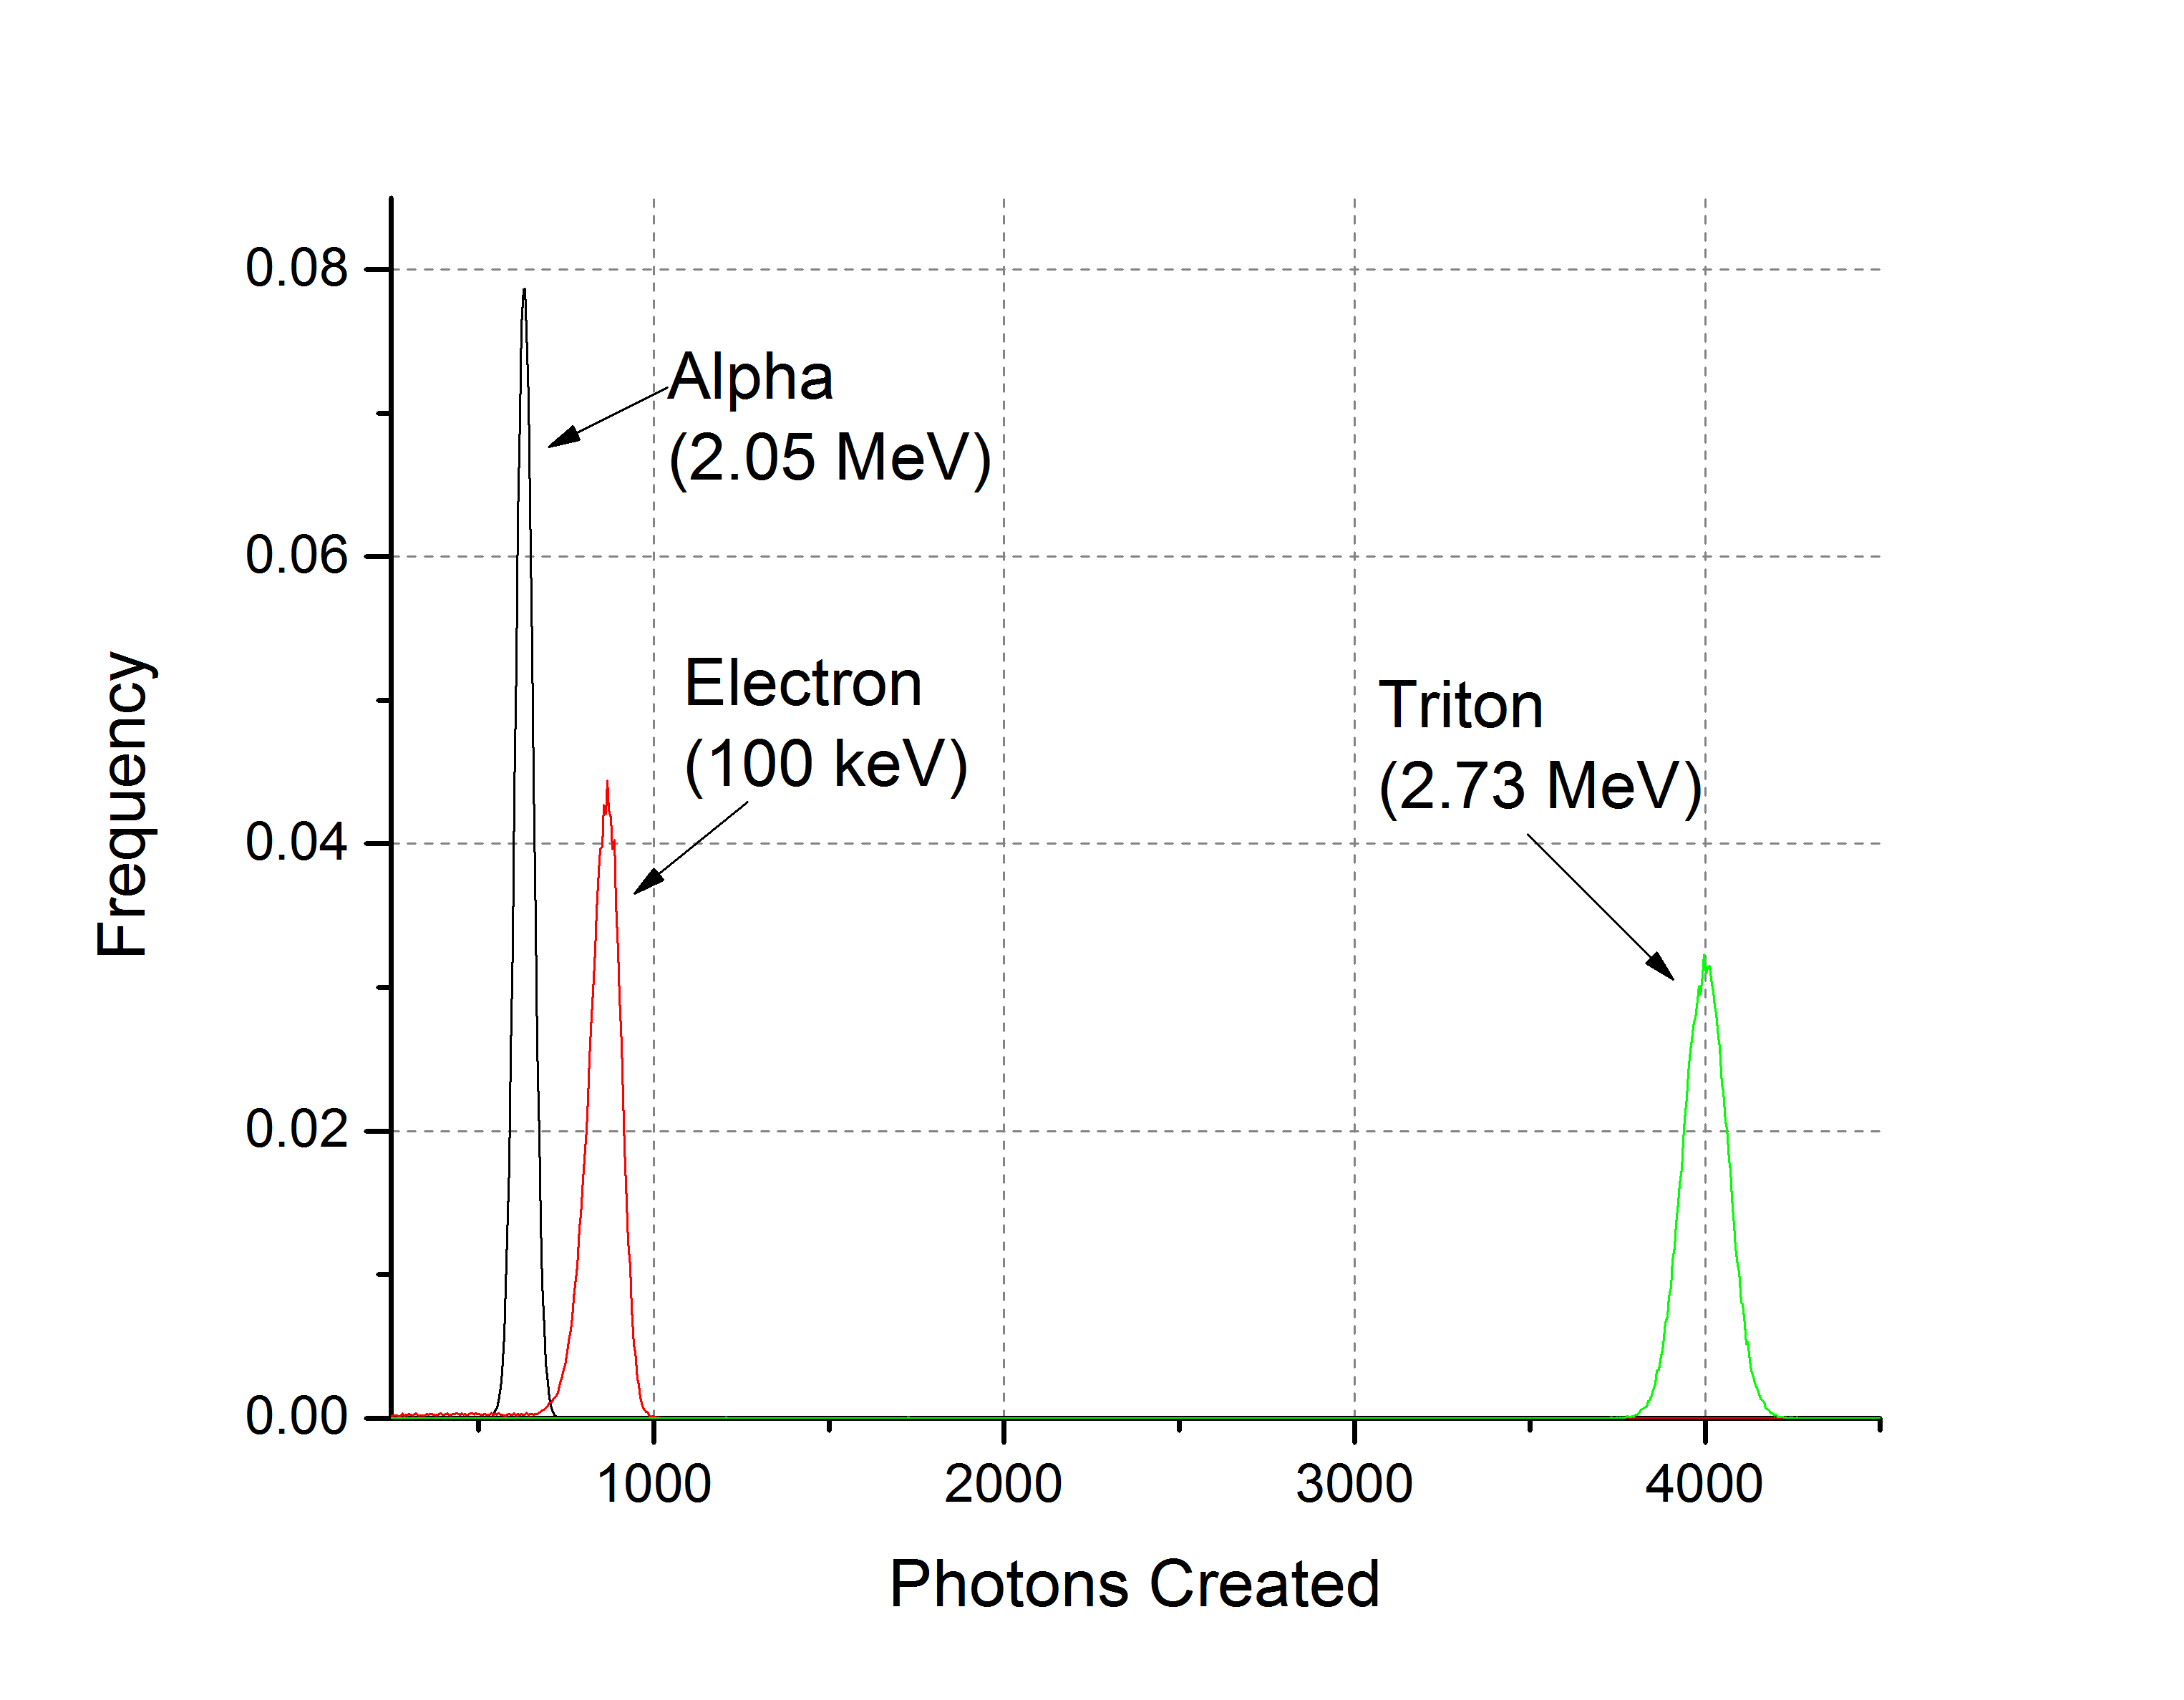 0.08
0.06
0.04
0.02
0.00
Frequency
Alpha
(2.05 MeV)
Electron
(100 keV)
Triton
(2.73 MeV)
1000 2000 3000 4000
Photons Created